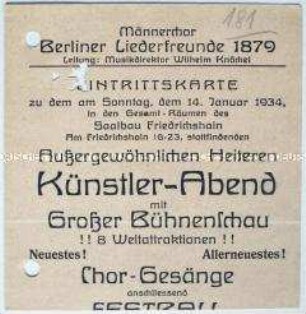 181
Männerchor
Berliner Liederfreunde 1879
Leitung: Musikdirektor Wilhelm Knöchel
EINTRITTSKARTE
zu dem am Sonntag, dem 14. Januar 1934,
in den Gesamt-Räumen des
Saalbau Friedrichshain
Am Friedrichshain 16-23, stattfindenden
Außergewöhnlichen Heiteren
Künstler-Abend
mit
Großer Bühnenschau
!! 8 Weltattraktionen !!
Neuestes! Allerneuestes!
Chor-Gesänge
anschliessend
FESTBALL